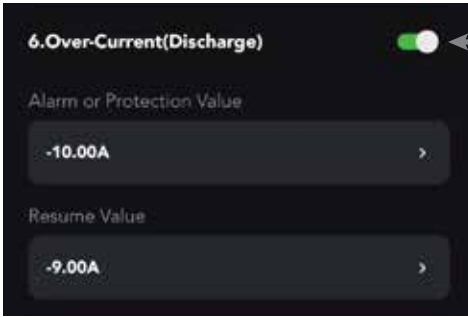 6.Over-Current(Discharge)
Alarm or Protection Value
-10.00A
Resume Value
-9.00A